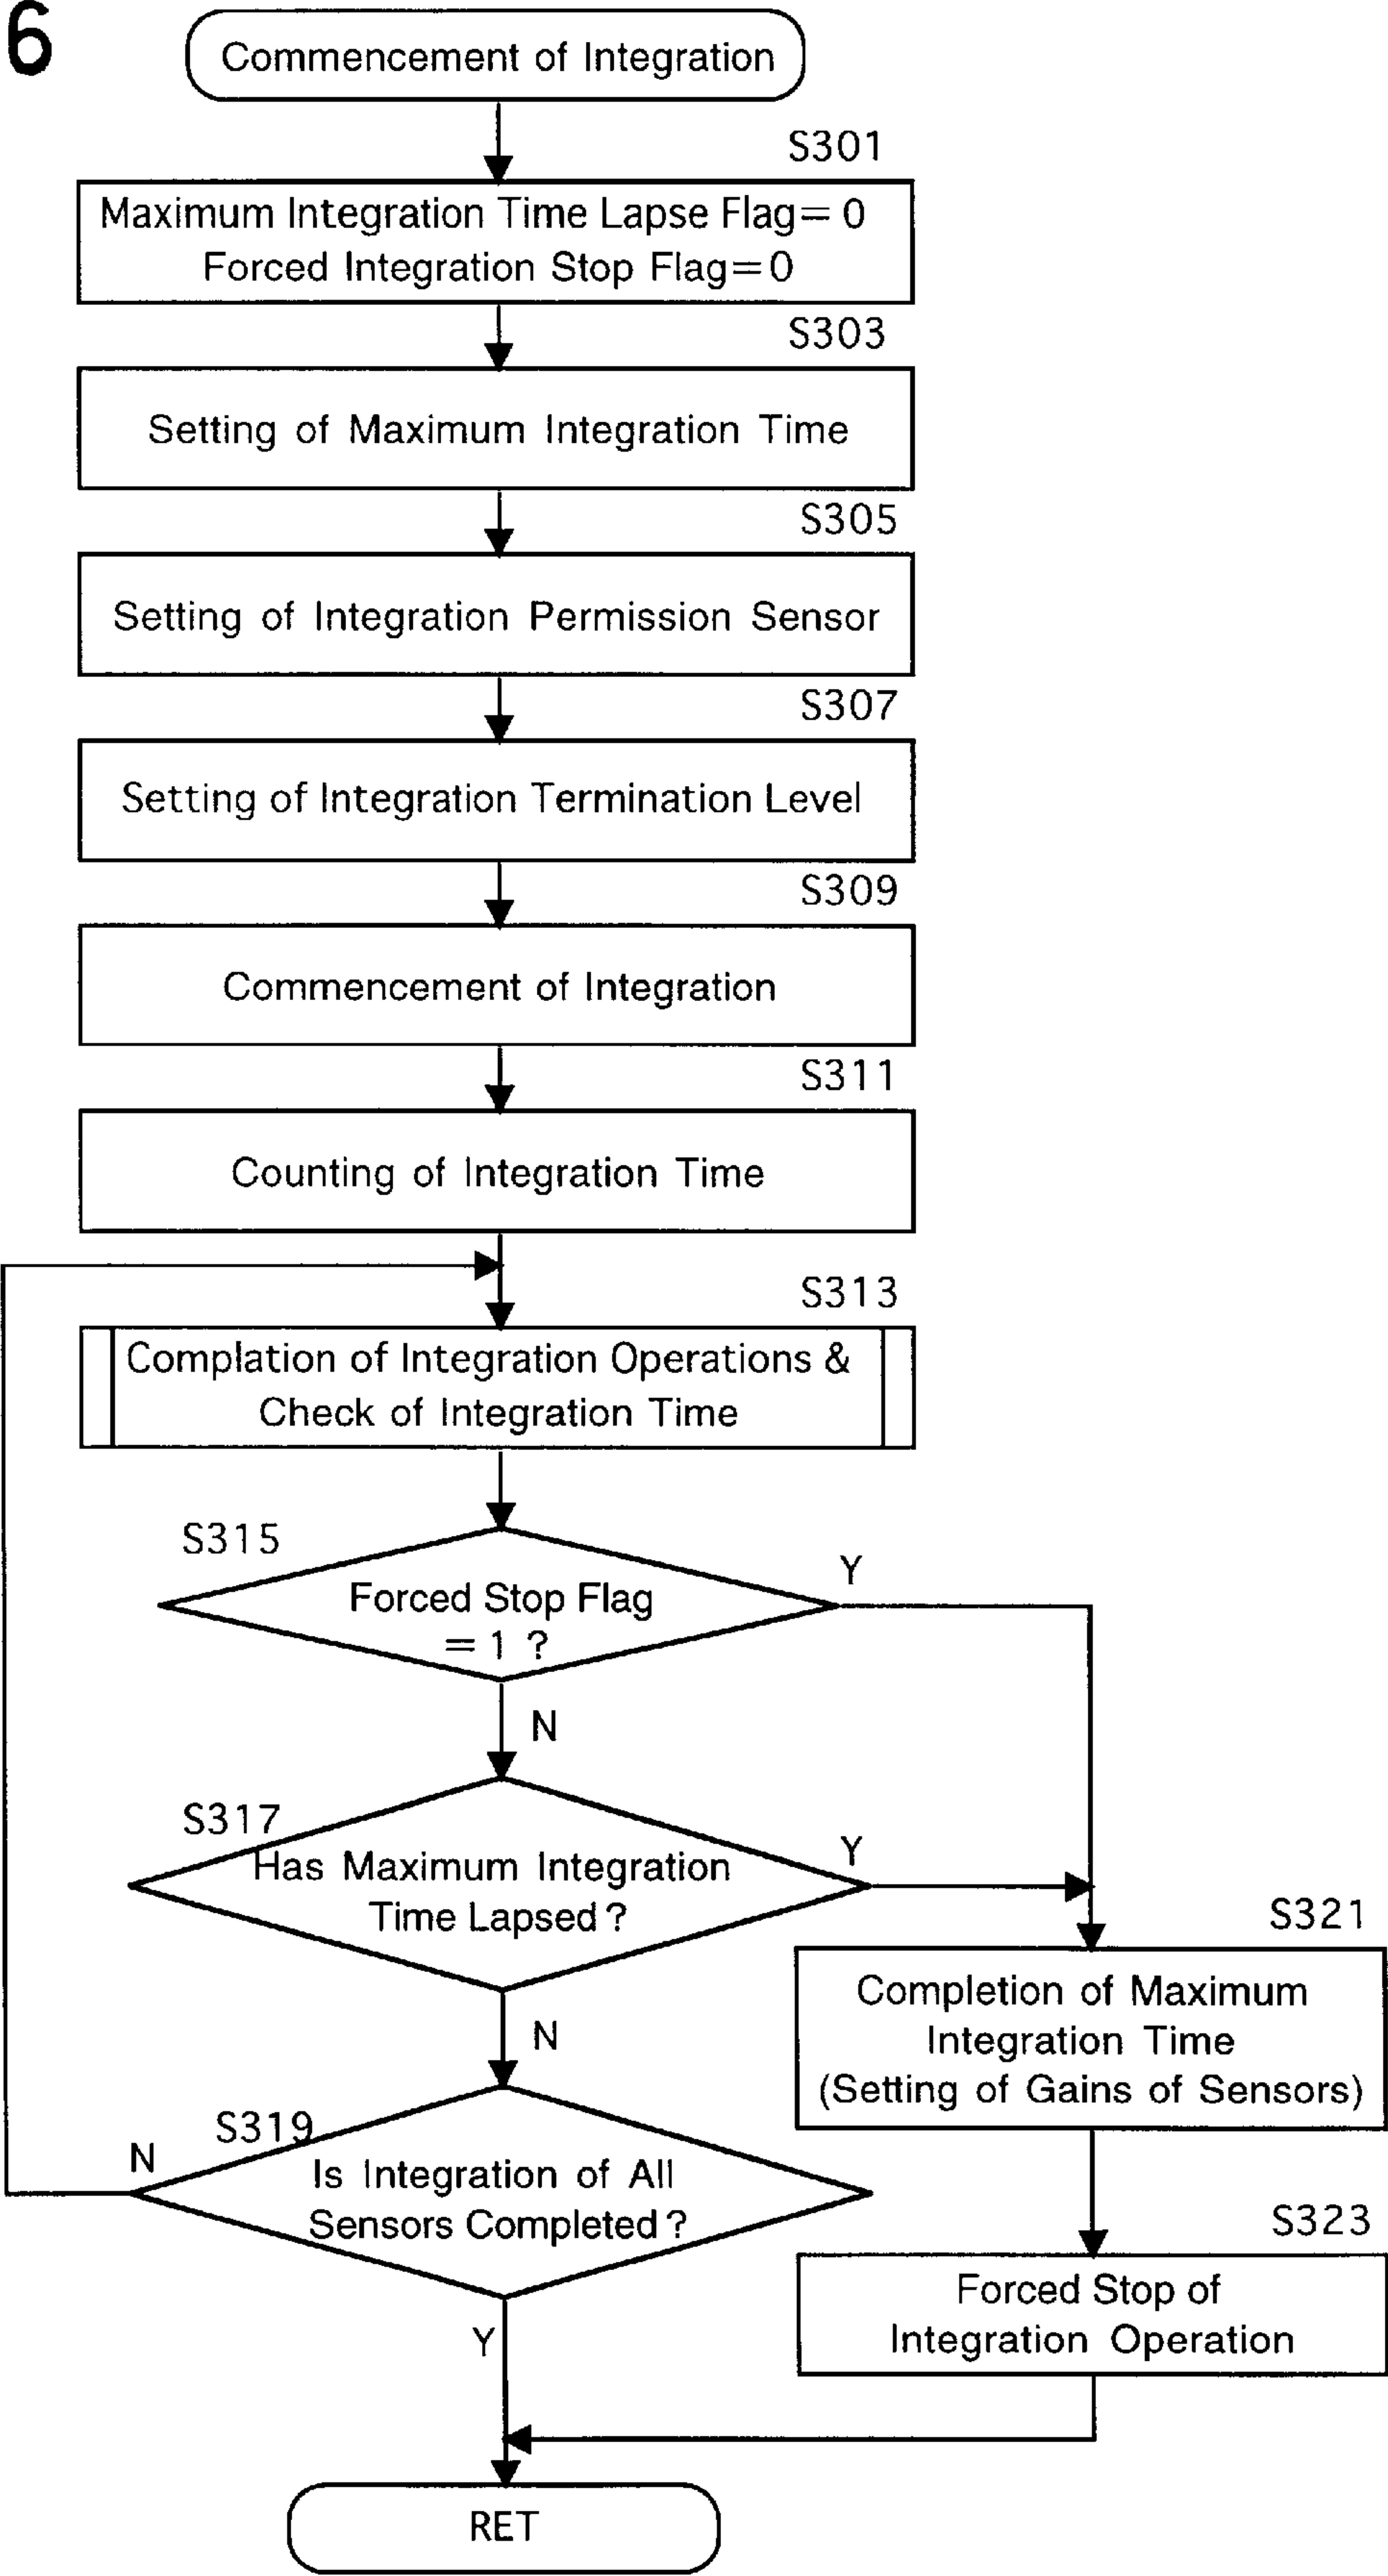 6
Commencement of Integration
S301
Maximum Integration Time Lapse Flag=0
Forced Integration Stop Flag=0
S303
Setting of Maximum Integration Time
S305
Setting of Integration Permission Sensor
S307
Setting of Integration Termination Level
S309
Commencement of Integration
S311
Counting of Integration Time
S313
Complation of Integration Operations &
Check of Integration Time
S315
Forced Stop Flag
=1 ?
Y
N
S317
Has Maximum Integration
Time Lapsed ?
Y
N
S319
Is Integration of All
Sensors Completed ?
N
Y
S321
Completion of Maximum
Integration Time
(Setting of Gains of Sensors)
S323
Forced Stop of
Integration Operation
RET